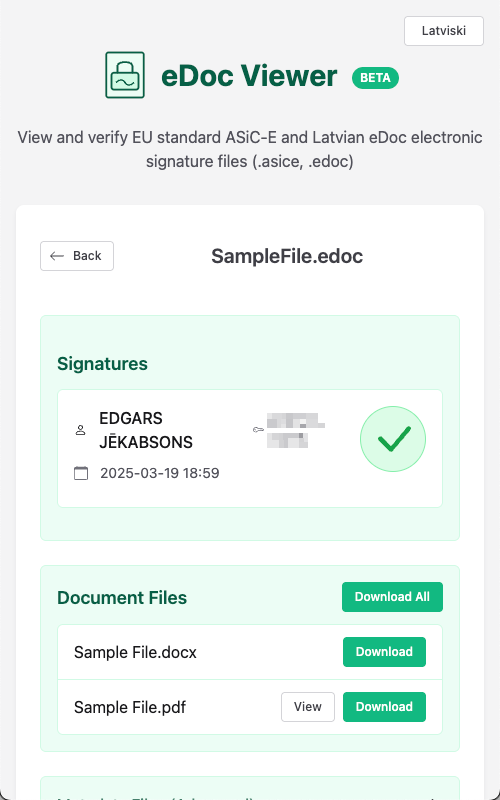 Latviski
eDoc Viewer BETA
View and verify EU standard ASiC-E and Latvian eDoc electronic
signature files (.asice, .edoc)
Back
SampleFile.edoc
Signatures
EDGARS
JĒKABSONS
2025-03-19 18:59
Document Files
Download All
Sample File.docx
Download
Sample File.pdf
View
Download